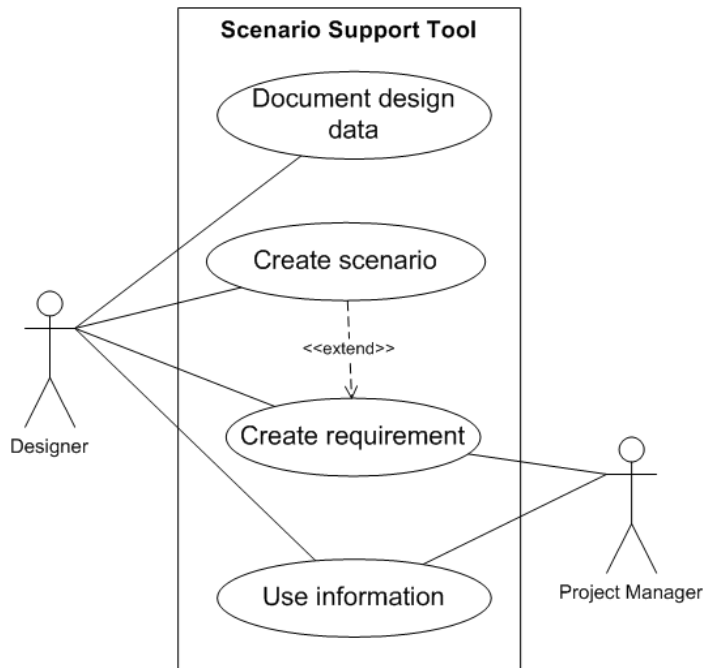 Scenario Support Tool
Document design
data
Create scenario
<<extend>>
Create requirement
Designer
Use information
Project Manager